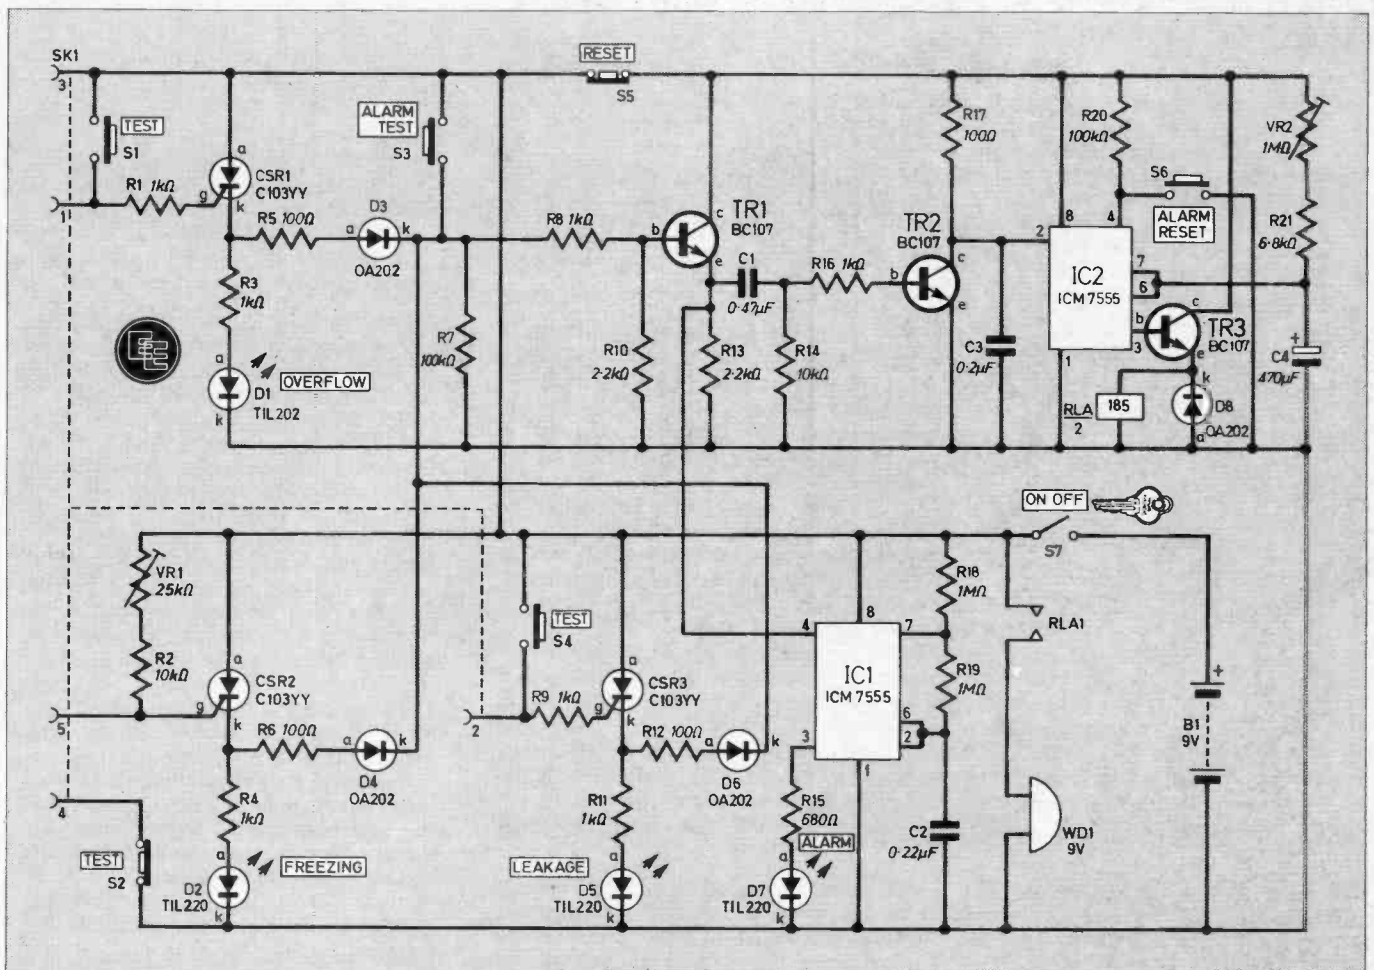 SK1
3
TEST
S1
1
R1 1kΩ
g
a
CSR1
C103YY
k
R5 100Ω
R3
1kΩ
a
D1
TIL202
k
OVERFLOW
ALARM
TEST
S3
D3
a
k
OA202
R7
100kΩ
RESET
S5
R8 1kΩ
b
c
e
TR1
BC107
R10
2.2kΩ
R13
2.2kΩ
C1
0.47µF
R14
10kΩ
R16 1kΩ
R17
100Ω
TR2
BC107
b
c
e
C3
0.2µF
R20
100kΩ
S6
ALARM
RESET
8
4
2
7
6
3
1
IC2
ICM 7555
b
c
e
TR3
BC107
RLA
2
185
k
D8
OA202
a
VR2
1MΩ
R21
6.8kΩ
+
C4
470µF
EE
ON OFF
S7
VR1
25kΩ
R2
10kΩ
5
4
TEST
S2
a
CSR2
C103YY
g
k
R6 100Ω
a
k
D4
OA202
R4
1kΩ
a
D2
TIL220
k
FREEZING
2
TEST
S4
R9 1kΩ
a
CSR3
C103YY
g
k
R12 100Ω
a
k
D6
OA202
R11
1kΩ
LEAKAGE
a
D5
TIL220
k
4
8
7
6
2
3
1
IC1
ICM 7555
R15
680Ω
ALARM
a
D7
TIL220
k
R18
1MΩ
R19
1MΩ
C2
0.22µF
RLA1
WD1
9V
+
B1
9V